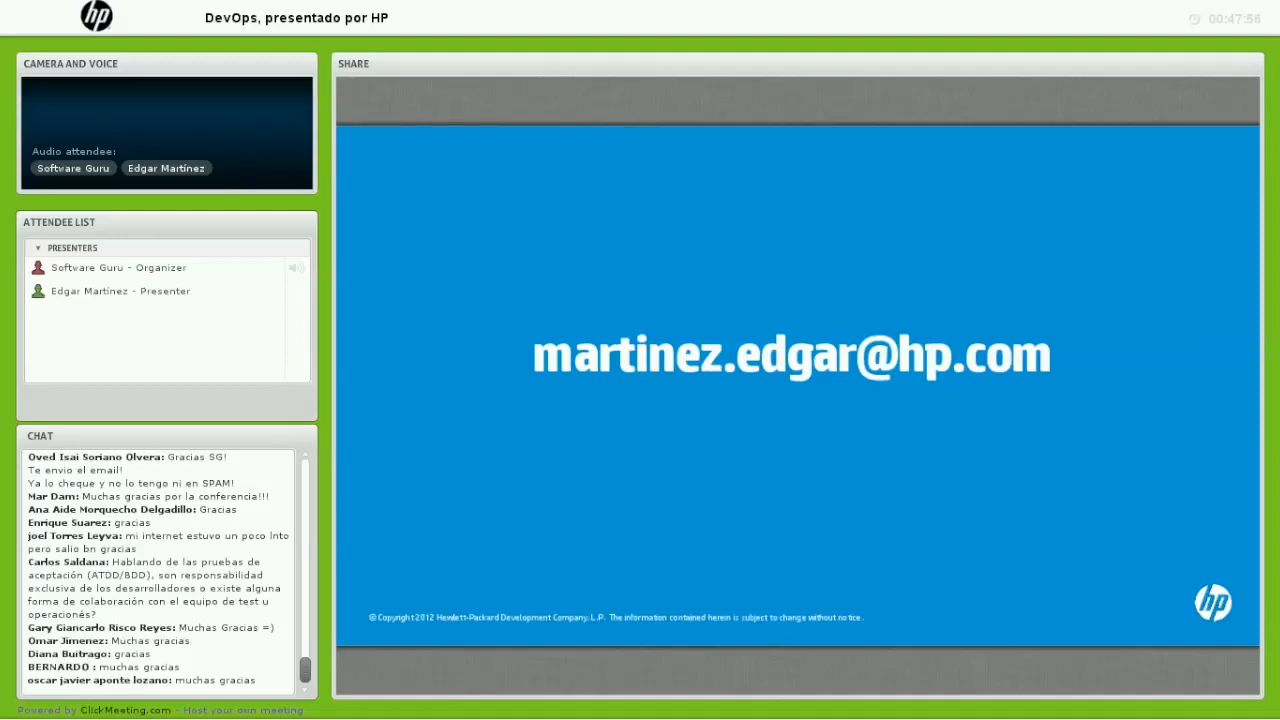 hp
DevOps, presentado por HP
00:47:56
CAMERA AND VOICE
Audio attendee:
Software Guru
Edgar Martínez
ATTENDEE LIST
PRESENTERS
Software Guru - Organizer
Edgar Martínez - Presenter
CHAT
Oved Isai Soriano Olvera: Gracias SG!
Te envio el email!
Ya lo cheque y no lo tengo ni en SPAM!
Mar Dam: Muchas gracias por la conferencia!!!
Ana Aide Morquecho Delgadillo: Gracias
Enrique Suarez: gracias
joel Torres Leyva: mi internet estuvo un poco lnto
pero salio bn gracias
Carlos Saldana: Hablando de las pruebas de
aceptación (ATDD/BDD), son responsabilidad
exclusiva de los desarrolladores o existe alguna
forma de colaboración con el equipo de test u
operacionés?
Gary Giancarlo Risco Reyes: Muchas Gracias =)
Omar Jimenez: Muchas gracias
Diana Buitrago: gracias
BERNARDO : muchas gracias
oscar javier aponte lozano: muchas gracias
Powered by ClickMeeting.com - Host your own meeting
SHARE
martinez.edgar@hp.com
© Copyright 2012 Hewlett-Packard Development Company, L.P. The information contained herein is subject to change without notice.
hp